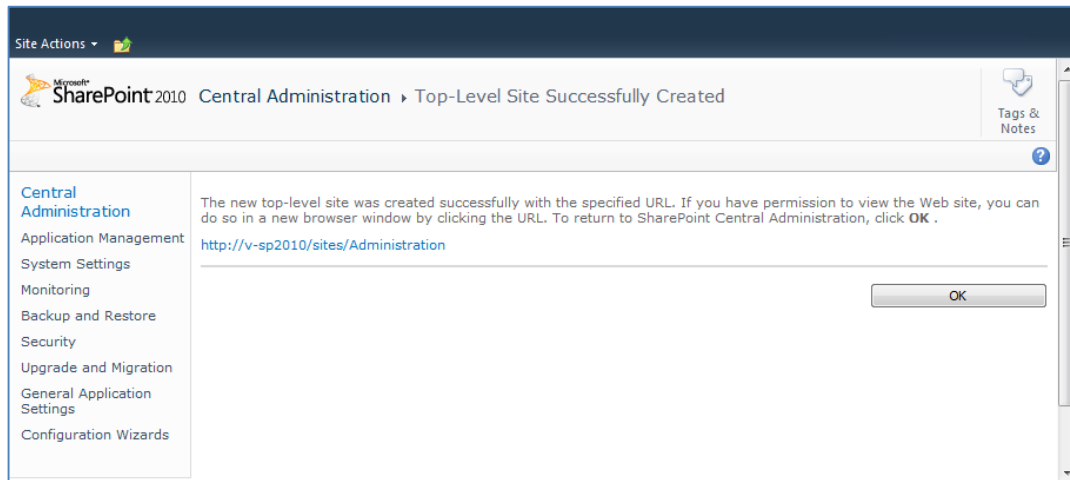 Site Actions
Microsoft
SharePoint 2010 Central Administration Top-Level Site Successfully Created
Tags &
Notes
Central
Administration
Application Management
System Settings
Monitoring
Backup and Restore
Security
Upgrade and Migration
General Application
Settings
Configuration Wizards
The new top-level site was created successfully with the specified URL. If you have permission to view the Web site, you can
do so in a new browser window by clicking the URL. To return to SharePoint Central Administration, click OK .
http://v-sp2010/sites/Administration
OK